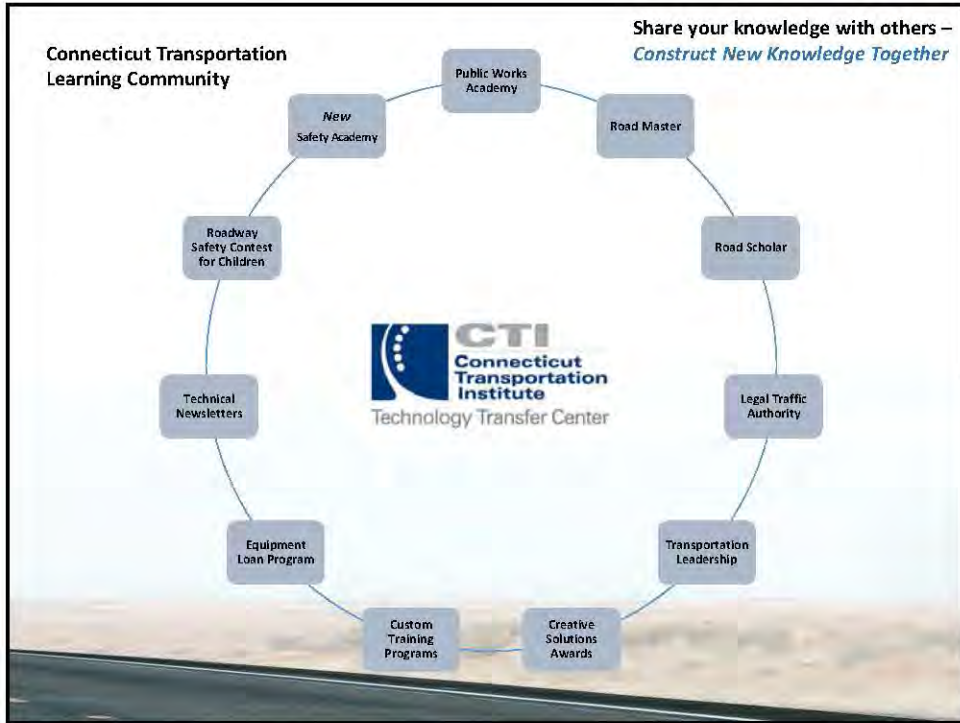 Connecticut Transportation
Learning Community
Share your knowledge with others –
Construct New Knowledge Together
Public Works
Academy
Road Master
Road Scholar
Legal Traffic
Authority
Transportation
Leadership
Creative
Solutions
Awards
Custom
Training
Programs
Equipment
Loan Program
Technical
Newsletters
Roadway
Safety Contest
for Children
New
Safety Academy
CTI
Connecticut
Transportation
Institute
Technology Transfer Center